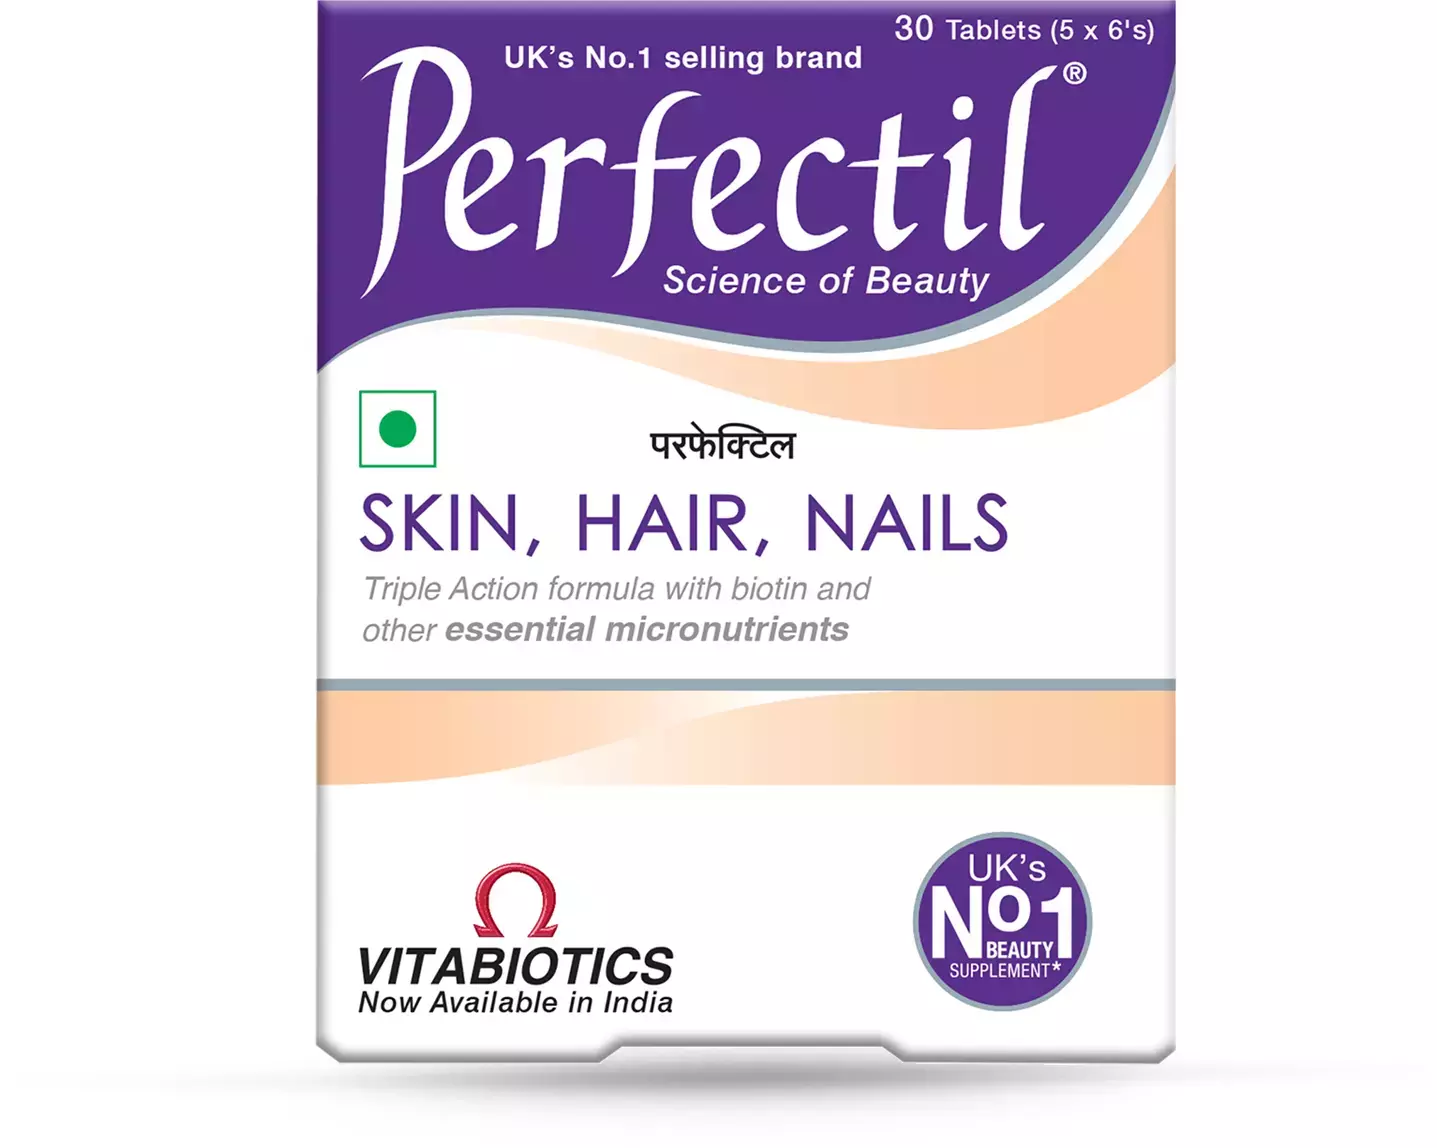 30 Tablets (5 x 6's)
UK's No.1 selling brand
Perfectil®
Science of Beauty
परफेक्टिल
SKIN, HAIR, NAILS
Triple Action formula with biotin and
other essential micronutrients
VITABIOTICS
Now Available in India
UK's
No1
BEAUTY
SUPPLEMENT*